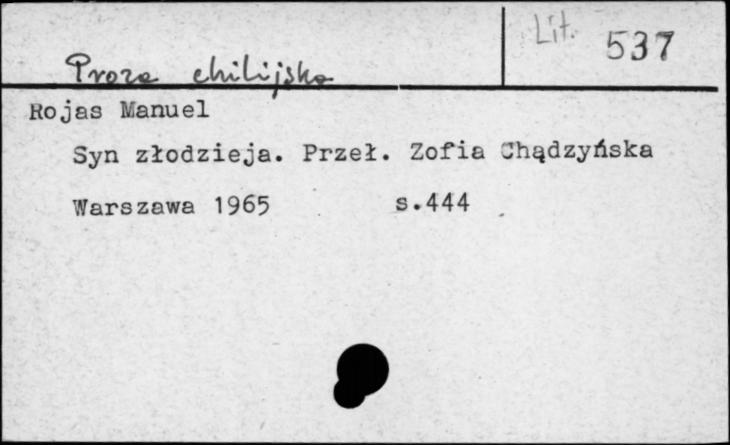 Lit. 537
Proza chilijska
Rojas Manuel
Syn złodzieja. Przeł. Zofia Chądzyńska
Warszawa 1965 s.444